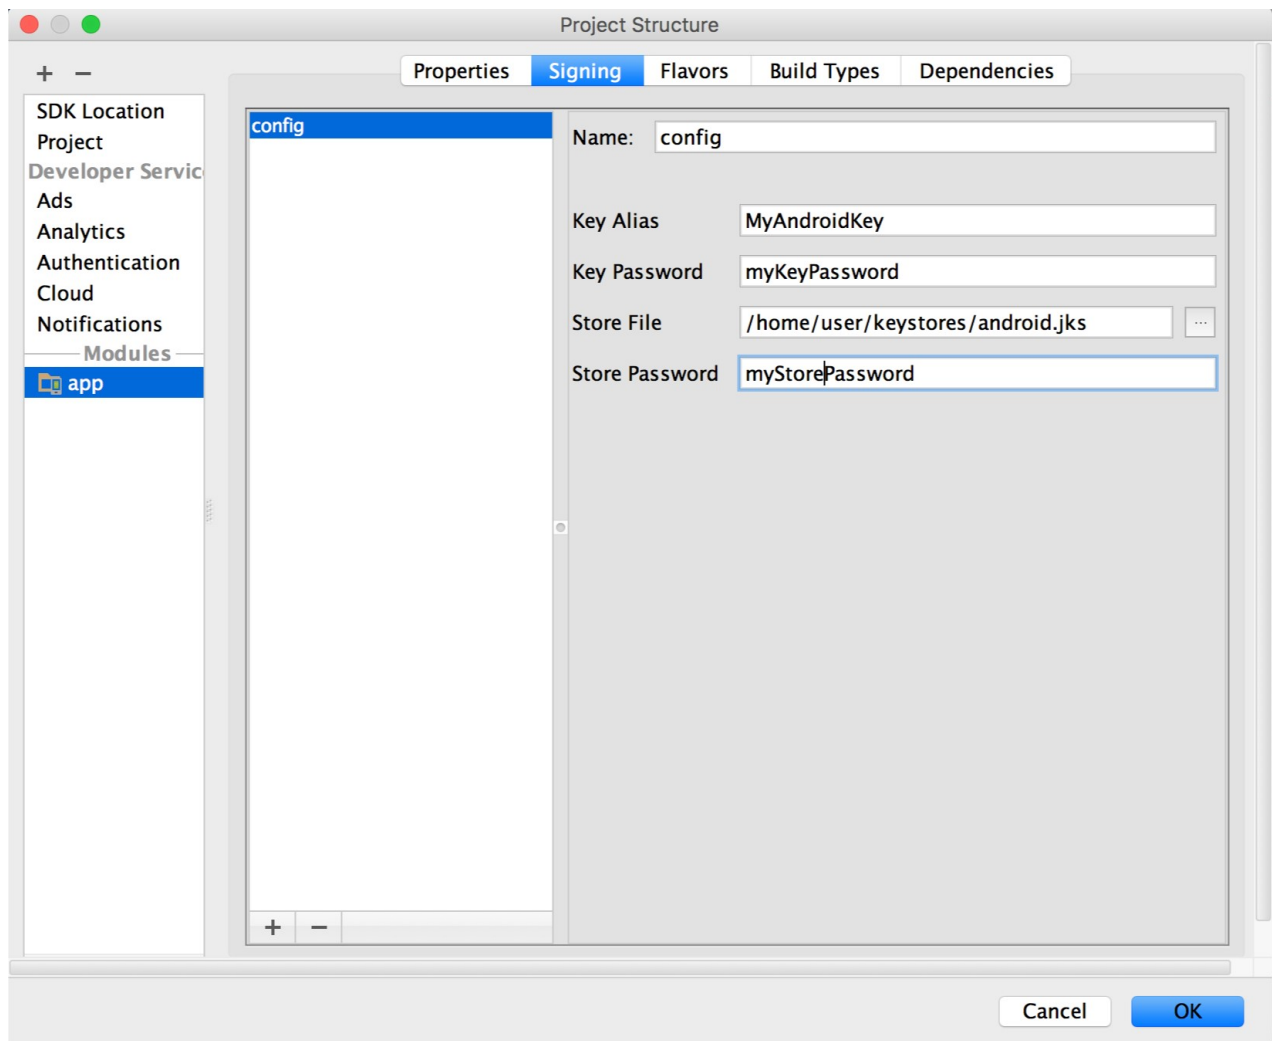 Project Structure
+ −
Properties Signing Flavors Build Types Dependencies
SDK Location
Project
Developer Servic
Ads
Analytics
Authentication
Cloud
Notifications
Modules
app
config
+ −
Name: config
Key Alias MyAndroidKey
Key Password myKeyPassword
Store File /home/user/keystores/android.jks ...
Store Password myStorePassword
Cancel OK